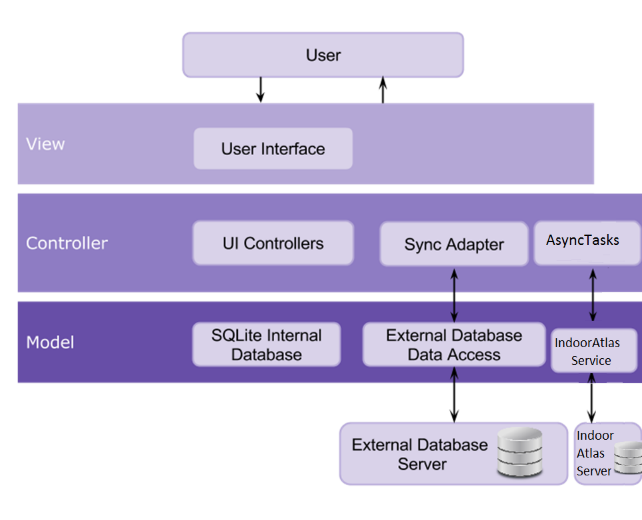 User
View
User Interface
Controller
UI Controllers
Sync Adapter
AsyncTasks
Model
SQLite Internal
Database
External Database
Data Access
IndoorAtlas
Service
External Database
Server
Indoor
Atlas
Server